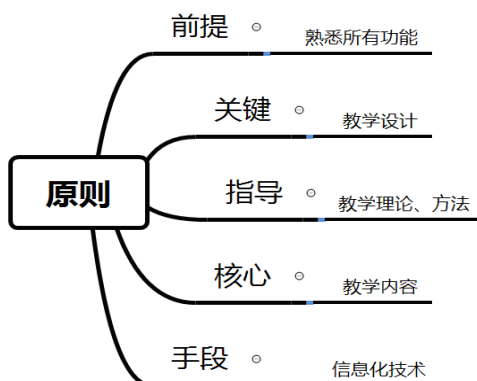 前提
熟悉所有功能
关键
教学设计
原则
指导
教学理论、方法
核心
教学内容
手段
信息化技术